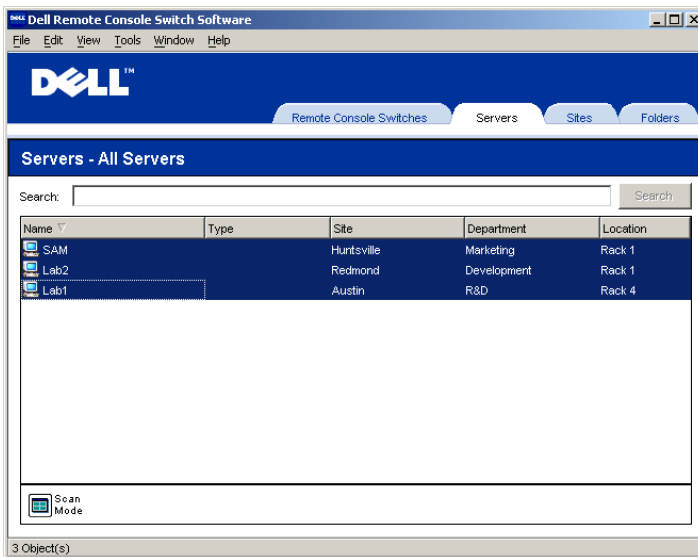 DELL Dell Remote Console Switch Software
File Edit View Tools Window Help
DELL™
Remote Console Switches Servers Sites Folders
Servers - All Servers
Search: Search
Name Type Site Department Location
SAM Huntsville Marketing Rack 1
Lab2 Redmond Development Rack 1
Lab1 Austin R&D Rack 4
Scan
Mode
3 Object(s)